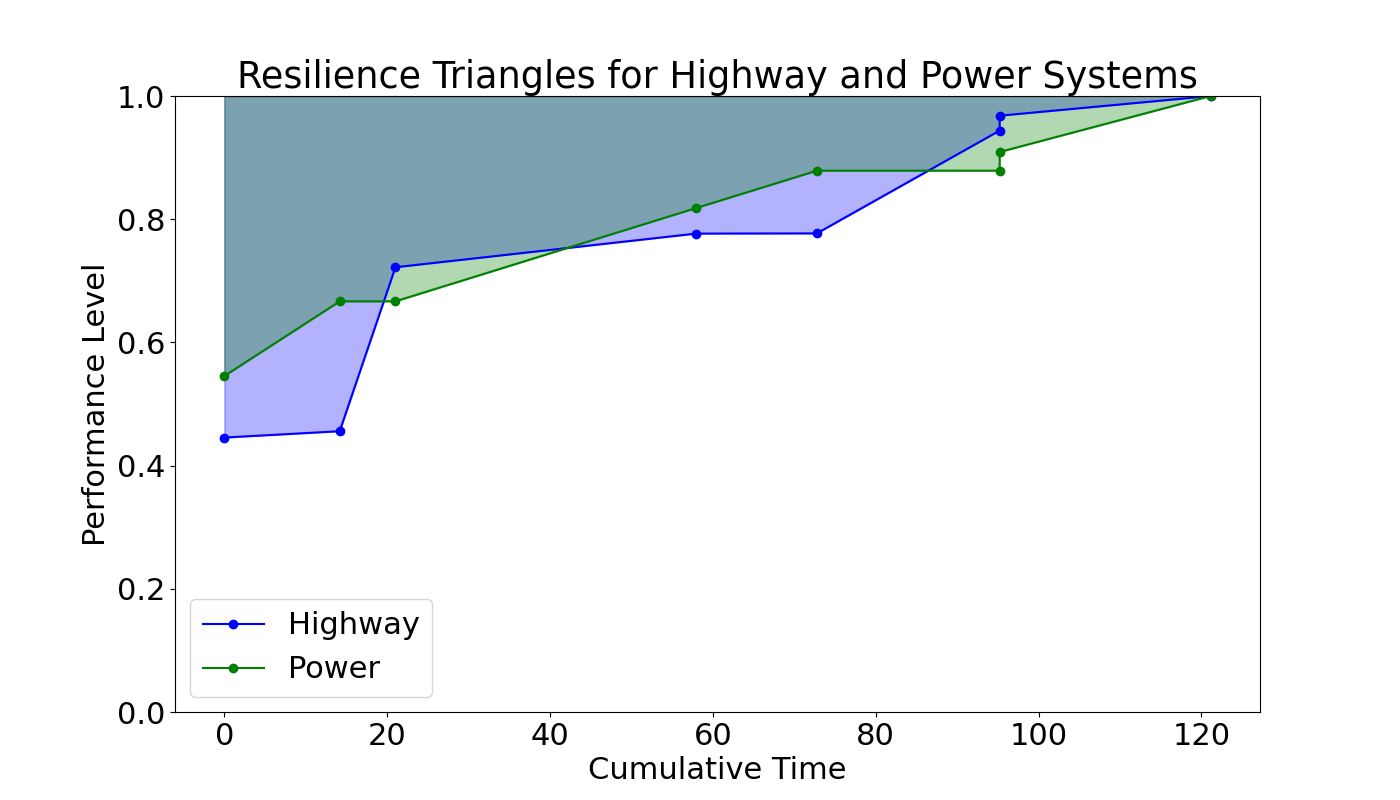 Resilience Triangles for Highway and Power Systems
1.0
0.8
0.6
0.4
0.2
0.0
Performance Level
Highway
Power
0 20 40 60 80 100 120
Cumulative Time